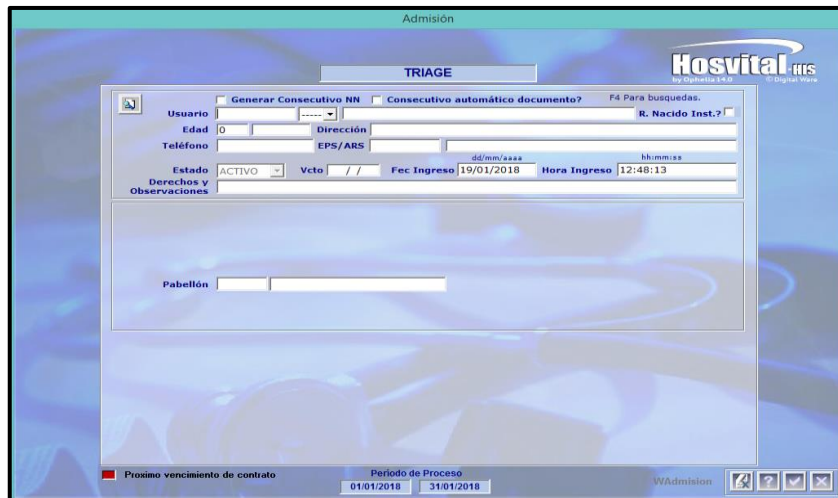 Admisión
Hosvital-HIS
by Ophelia 14.0 © Digital Ware
TRIAGE
Generar Consecutivo NN Consecutivo automático documento? F4 Para busquedas.
Usuario ----- R. Nacido Inst.?
Edad 0 Dirección
Teléfono EPS/ARS
dd/mm/aaaa hh:mm:ss
Estado ACTIVO Vcto / / Fec Ingreso 19/01/2018 Hora Ingreso 12:48:13
Derechos y
Observaciones
Pabellón
Proximo vencimiento de contrato
Período de Proceso
01/01/2018 31/01/2018
WAdmision